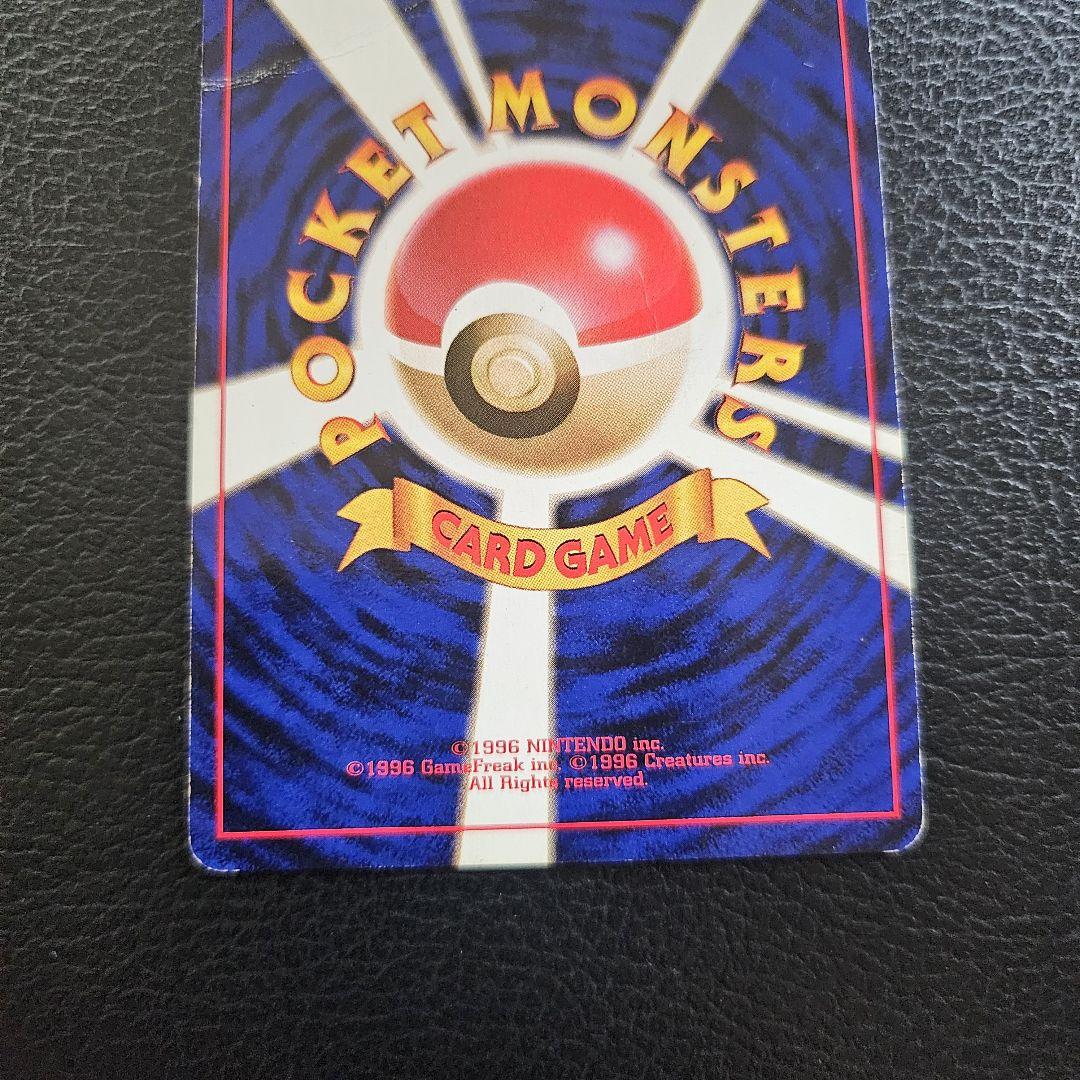 POCKET MONSTERS
CARD GAME
©1996 NINTENDO inc.
©1996 GameFreak inc. ©1996 Creatures inc.
All Rights reserved.